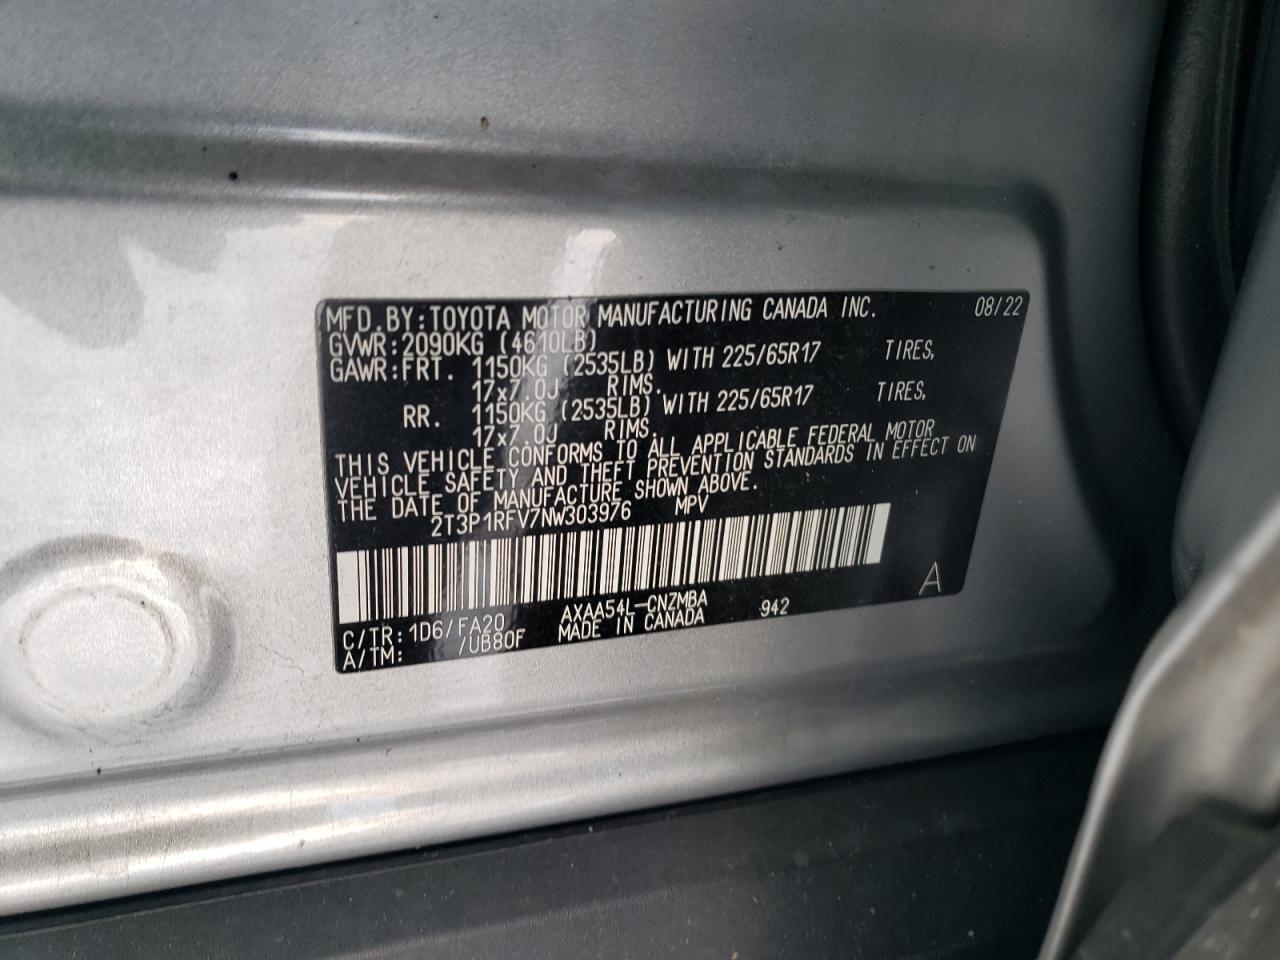 MFD.BY:TOYOTA MOTOR MANUFACTURING CANADA INC. 08/22
GVWR:2090KG (4610LB)
GAWR:FRT. 1150KG (2535LB) WITH 225/65R17 TIRES,
17x7.0J RIMS.
RR. 1150KG (2535LB) WITH 225/65R17 TIRES,
17x7.0J RIMS.
THIS VEHICLE CONFORMS TO ALL APPLICABLE FEDERAL MOTOR
VEHICLE SAFETY AND THEFT PREVENTION STANDARDS IN EFFECT ON
THE DATE OF MANUFACTURE SHOWN ABOVE.
2T3P1RFV7NW303976 MPV
A
C/TR:1D6/FA20 AXAA54L-CNZMBA 942
A/TM: /UB80F MADE IN CANADA